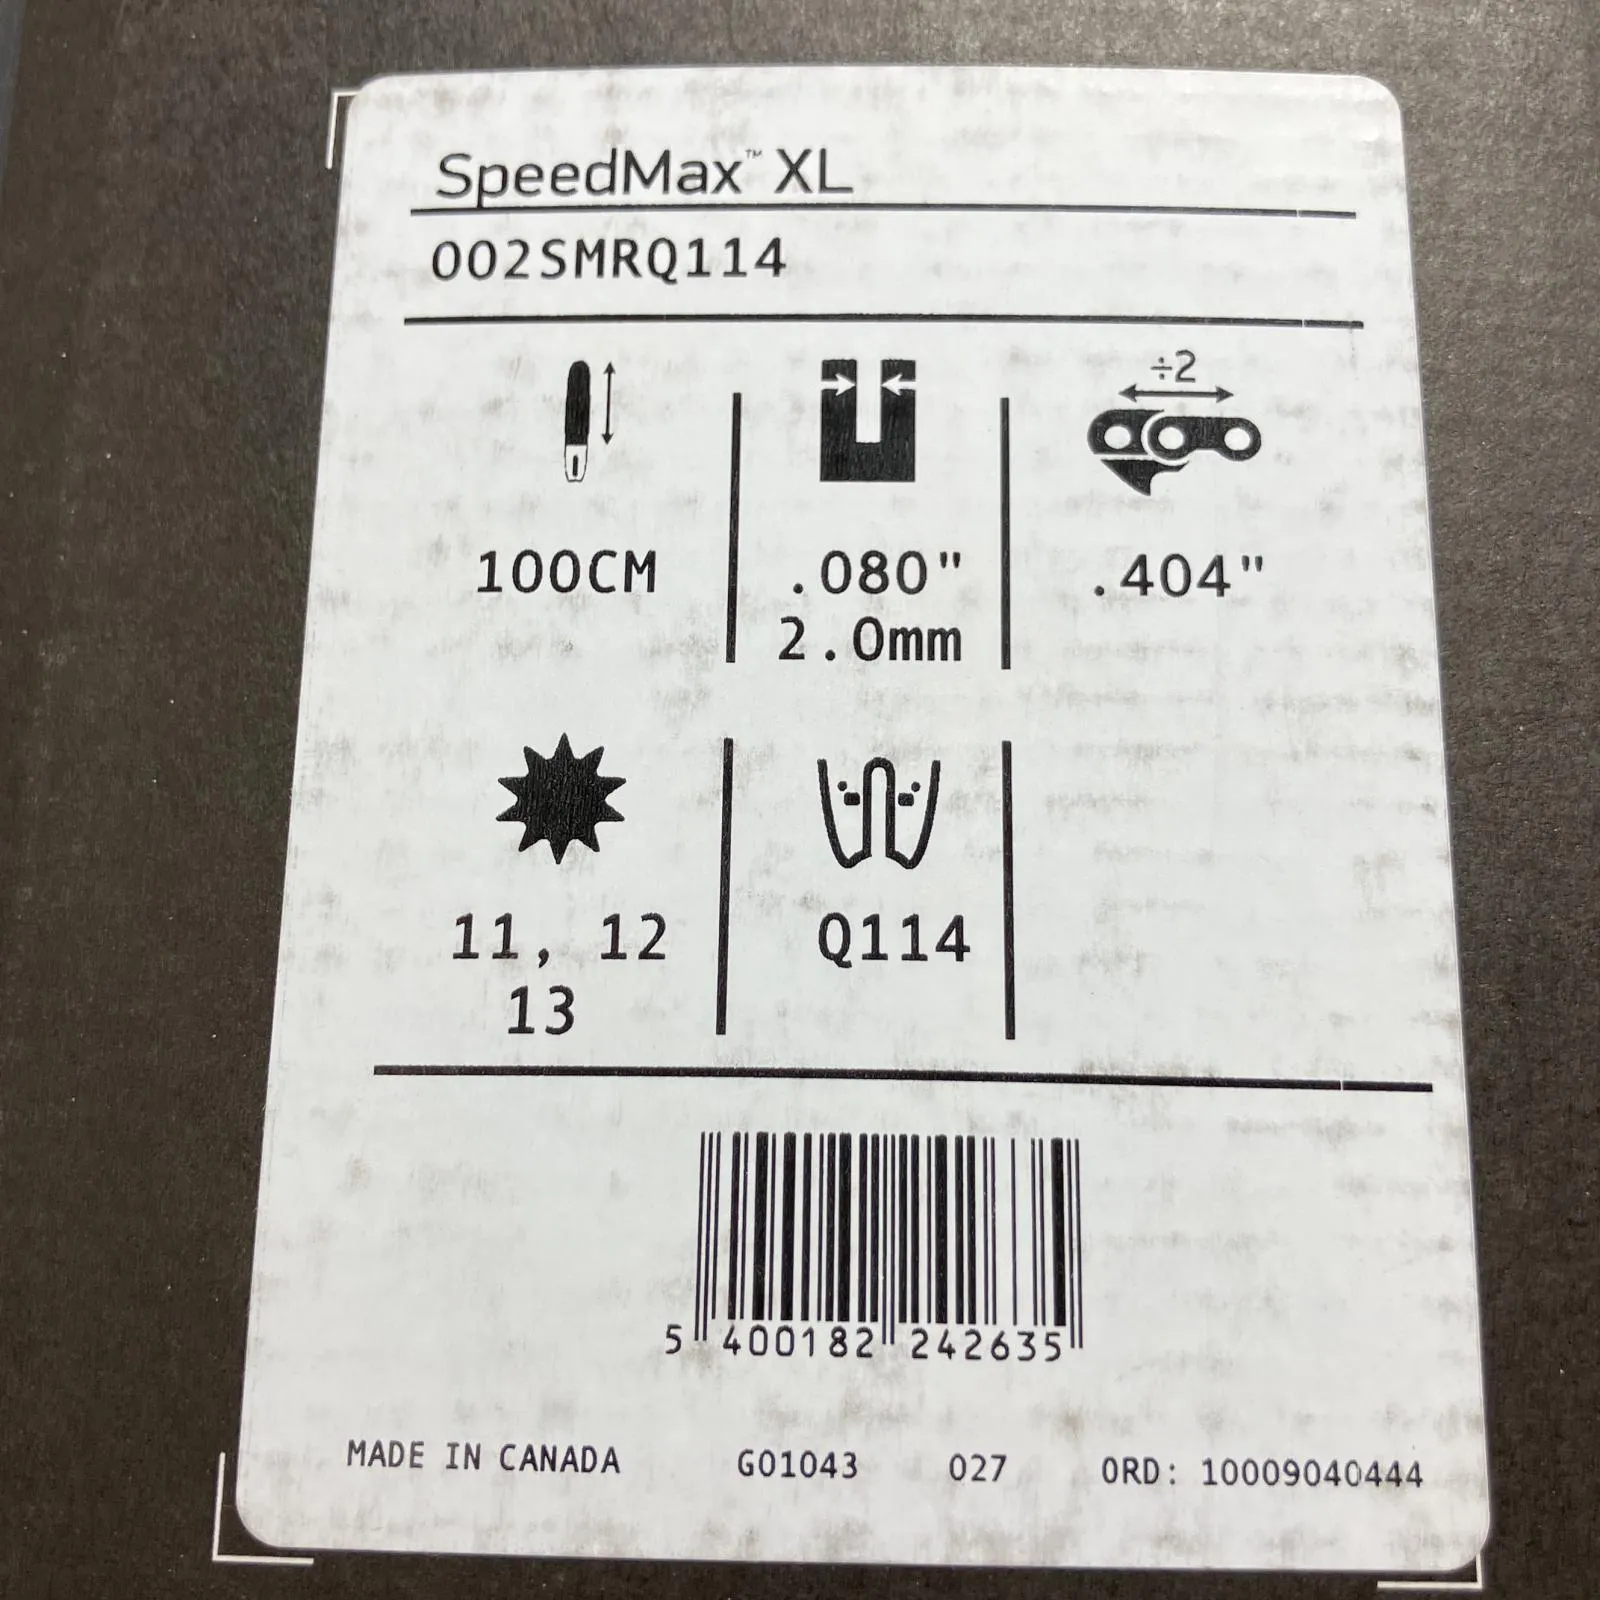 SpeedMax™ XL
002SMRQ114
÷2
100CM .080" .404"
2.0mm
11, 12 Q114
13
5 400182 242635
MADE IN CANADA G01043 027 ORD: 10009040444